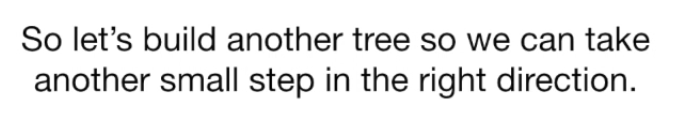 So let’s build another tree so we can take
another small step in the right direction.